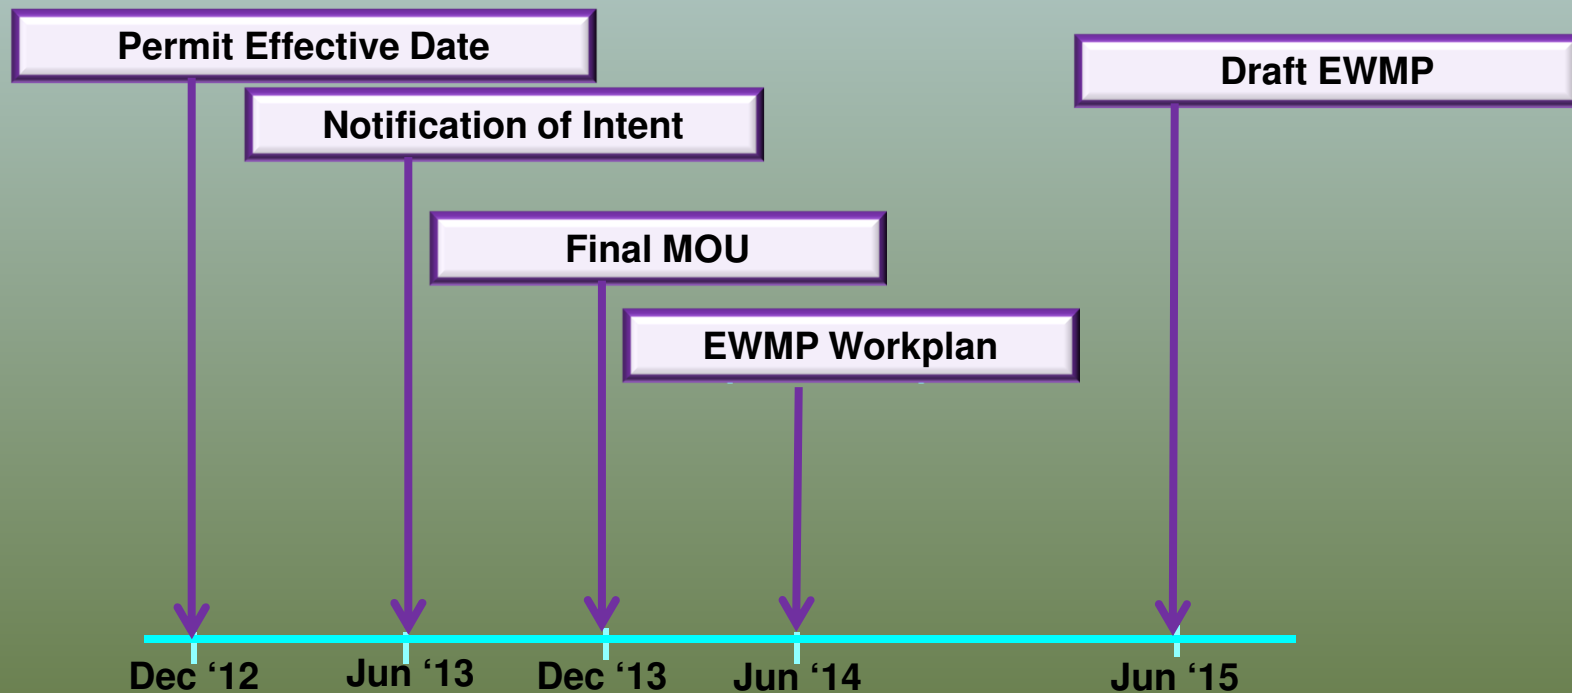 Permit Effective Date
Draft EWMP
Notification of Intent
Final MOU
EWMP Workplan
Dec ‘12
Jun ‘13
Dec ‘13
Jun ‘14
Jun ‘15